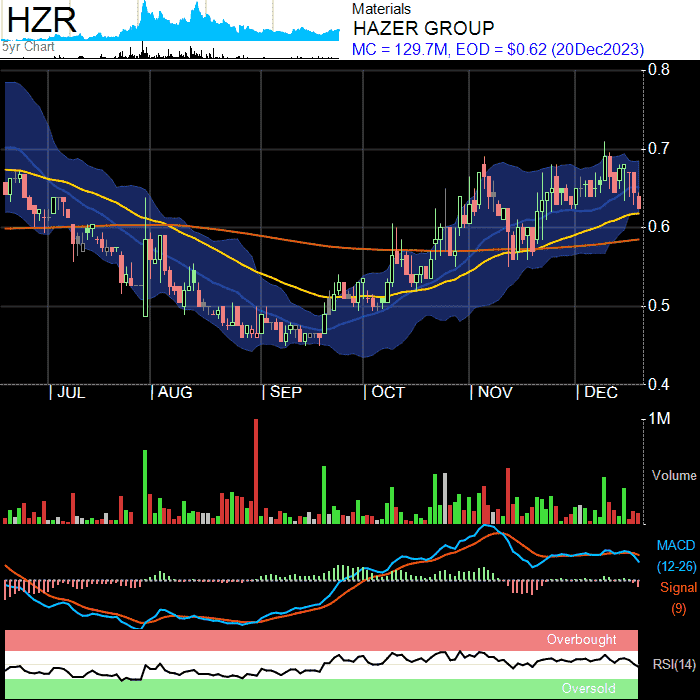 HZR
5yr Chart
Materials
HAZER GROUP
MC = 129.7M, EOD = $0.62 (20Dec2023)
0.8
0.7
0.6
0.5
0.4
| JUL | AUG | SEP | OCT | NOV | DEC
1M
Volume
MACD
(12-26)
Signal
(9)
Overbought
RSI(14)
Oversold